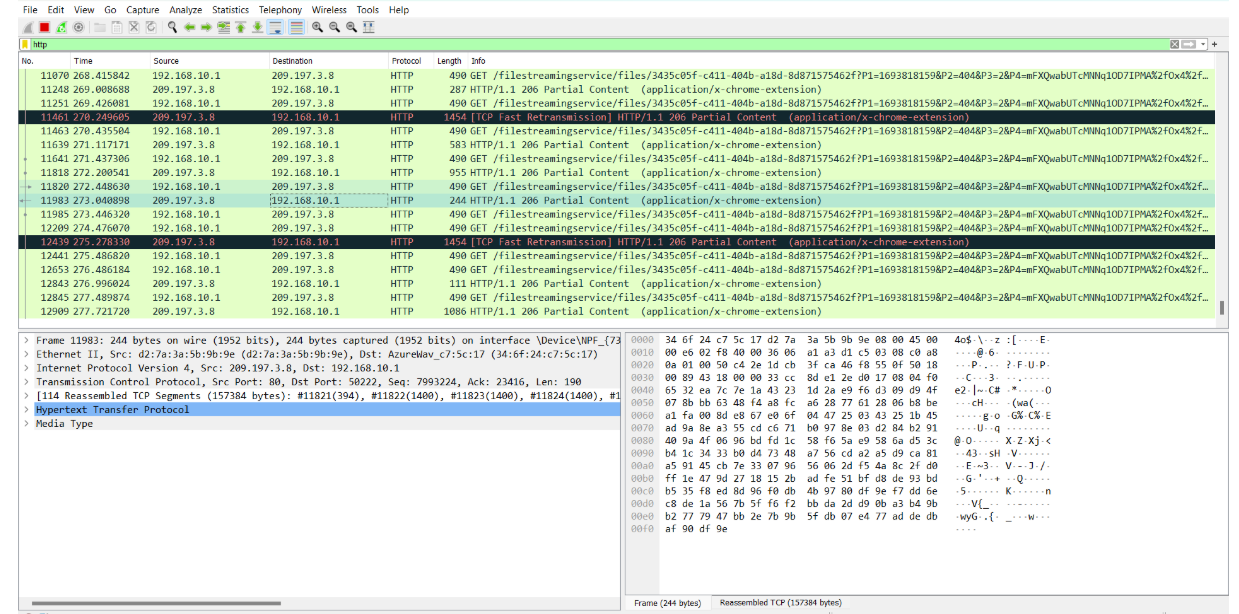 File Edit View Go Capture Analyze Statistics Telephony Wireless Tools Help
http
No. Time Source Destination Protocol Length Info
11070 268.415842 192.168.10.1 209.197.3.8 HTTP 490 GET /filestreamingservice/files/3435c05f-c411-404b-a18d-8d871575462f?P1=1693818159&P2=404&P3=2&P4=mFXQwabUTcMNNq1OD7IPMA%2fOx4%2f…
11248 269.008688 209.197.3.8 192.168.10.1 HTTP 287 HTTP/1.1 206 Partial Content (application/x-chrome-extension)
11251 269.426081 192.168.10.1 209.197.3.8 HTTP 490 GET /filestreamingservice/files/3435c05f-c411-404b-a18d-8d871575462f?P1=1693818159&P2=404&P3=2&P4=mFXQwabUTcMNNq1OD7IPMA%2fOx4%2f…
11461 270.249605 209.197.3.8 192.168.10.1 HTTP 1454 [TCP Fast Retransmission] HTTP/1.1 206 Partial Content (application/x-chrome-extension)
11463 270.435504 192.168.10.1 209.197.3.8 HTTP 490 GET /filestreamingservice/files/3435c05f-c411-404b-a18d-8d871575462f?P1=1693818159&P2=404&P3=2&P4=mFXQwabUTcMNNq1OD7IPMA%2fOx4%2f…
11639 271.117171 209.197.3.8 192.168.10.1 HTTP 583 HTTP/1.1 206 Partial Content (application/x-chrome-extension)
11641 271.437306 192.168.10.1 209.197.3.8 HTTP 490 GET /filestreamingservice/files/3435c05f-c411-404b-a18d-8d871575462f?P1=1693818159&P2=404&P3=2&P4=mFXQwabUTcMNNq1OD7IPMA%2fOx4%2f…
11818 272.200541 209.197.3.8 192.168.10.1 HTTP 955 HTTP/1.1 206 Partial Content (application/x-chrome-extension)
11820 272.448630 192.168.10.1 209.197.3.8 HTTP 490 GET /filestreamingservice/files/3435c05f-c411-404b-a18d-8d871575462f?P1=1693818159&P2=404&P3=2&P4=mFXQwabUTcMNNq1OD7IPMA%2fOx4%2f…
11983 273.040898 209.197.3.8 192.168.10.1 HTTP 244 HTTP/1.1 206 Partial Content (application/x-chrome-extension)
11985 273.446320 192.168.10.1 209.197.3.8 HTTP 490 GET /filestreamingservice/files/3435c05f-c411-404b-a18d-8d871575462f?P1=1693818159&P2=404&P3=2&P4=mFXQwabUTcMNNq1OD7IPMA%2fOx4%2f…
12209 274.476070 192.168.10.1 209.197.3.8 HTTP 490 GET /filestreamingservice/files/3435c05f-c411-404b-a18d-8d871575462f?P1=1693818159&P2=404&P3=2&P4=mFXQwabUTcMNNq1OD7IPMA%2fOx4%2f…
12439 275.278330 209.197.3.8 192.168.10.1 HTTP 1454 [TCP Fast Retransmission] HTTP/1.1 206 Partial Content (application/x-chrome-extension)
12441 275.486820 192.168.10.1 209.197.3.8 HTTP 490 GET /filestreamingservice/files/3435c05f-c411-404b-a18d-8d871575462f?P1=1693818159&P2=404&P3=2&P4=mFXQwabUTcMNNq1OD7IPMA%2fOx4%2f…
12653 276.486184 192.168.10.1 209.197.3.8 HTTP 490 GET /filestreamingservice/files/3435c05f-c411-404b-a18d-8d871575462f?P1=1693818159&P2=404&P3=2&P4=mFXQwabUTcMNNq1OD7IPMA%2fOx4%2f…
12843 276.996024 209.197.3.8 192.168.10.1 HTTP 111 HTTP/1.1 206 Partial Content (application/x-chrome-extension)
12845 277.489874 192.168.10.1 209.197.3.8 HTTP 490 GET /filestreamingservice/files/3435c05f-c411-404b-a18d-8d871575462f?P1=1693818159&P2=404&P3=2&P4=mFXQwabUTcMNNq1OD7IPMA%2fOx4%2f…
12909 277.721720 209.197.3.8 192.168.10.1 HTTP 1086 HTTP/1.1 206 Partial Content (application/x-chrome-extension)
Frame 11983: 244 bytes on wire (1952 bits), 244 bytes captured (1952 bits) on interface \Device\NPF_{73
Ethernet II, Src: d2:7a:3a:5b:9b:9e (d2:7a:3a:5b:9b:9e), Dst: AzureWav_c7:5c:17 (34:6f:24:c7:5c:17)
Internet Protocol Version 4, Src: 209.197.3.8, Dst: 192.168.10.1
Transmission Control Protocol, Src Port: 80, Dst Port: 50222, Seq: 7993224, Ack: 23416, Len: 190
[114 Reassembled TCP Segments (157384 bytes): #11821(394), #11822(1400), #11823(1400), #11824(1400), #1
Hypertext Transfer Protocol
Media Type
0000 34 6f 24 c7 5c 17 d2 7a 3a 5b 9b 9e 08 00 45 00 4o$·\··z :[····E·
0010 00 e6 02 f8 40 00 36 06 a1 a3 d1 c5 03 08 c0 a8 ····@·6· ········
0020 0a 01 00 50 c4 2e 1d cb 3f ca 46 f8 55 0f 50 18 ···P·.·· ?·F·U·P·
0030 00 89 43 18 00 00 33 cc 8d e1 2e d0 17 08 04 f0 ··C···3· ··.·····
0040 65 32 ea 7c 7e 1a 43 23 1d 2a e9 f6 d3 09 d9 4f e2·|~·C# ·*·····O
0050 07 8b bb 63 48 f4 a8 fc a6 28 77 61 28 06 b8 be ···cH··· ·(wa(···
0060 a1 fa 00 8d e8 67 e0 6f 04 47 25 03 43 25 1b 45 ·····g·o ·G%·C%·E
0070 ad 9a 8e a3 55 cd c6 71 b0 97 8e 03 d2 84 b2 91 ····U··q ········
0080 40 9a 4f 06 96 bd fd 1c 58 f6 5a e9 58 6a d5 3c @·O····· X·Z·Xj·<
0090 b4 1c 34 33 b0 d4 73 48 a7 56 cd a2 a5 d9 ca 81 ··43··sH ·V······
00a0 a5 91 45 cb 7e 33 07 96 56 06 2d f5 4a 8c 2f d0 ··E·~3·· V·-·J·/·
00b0 ff 1e 47 9d 27 18 15 2b ad fe 51 bf d8 de 93 bd ··G·'··+ ··Q·····
00c0 b5 35 f8 ed 8d 96 f0 db 4b 97 80 df 9e f7 dd 6e ·5······ K······n
00d0 c8 de 1a 56 7b 5f f6 f2 bb da 2d d9 0b a3 b4 9b ···V{_·· ··-·····
00e0 b2 77 79 47 bb 2e 7b 9b 5f db 07 e4 77 ad de db ·wyG·.{· _···w···
00f0 af 90 df 9e ····
Frame (244 bytes) Reassembled TCP (157384 bytes)